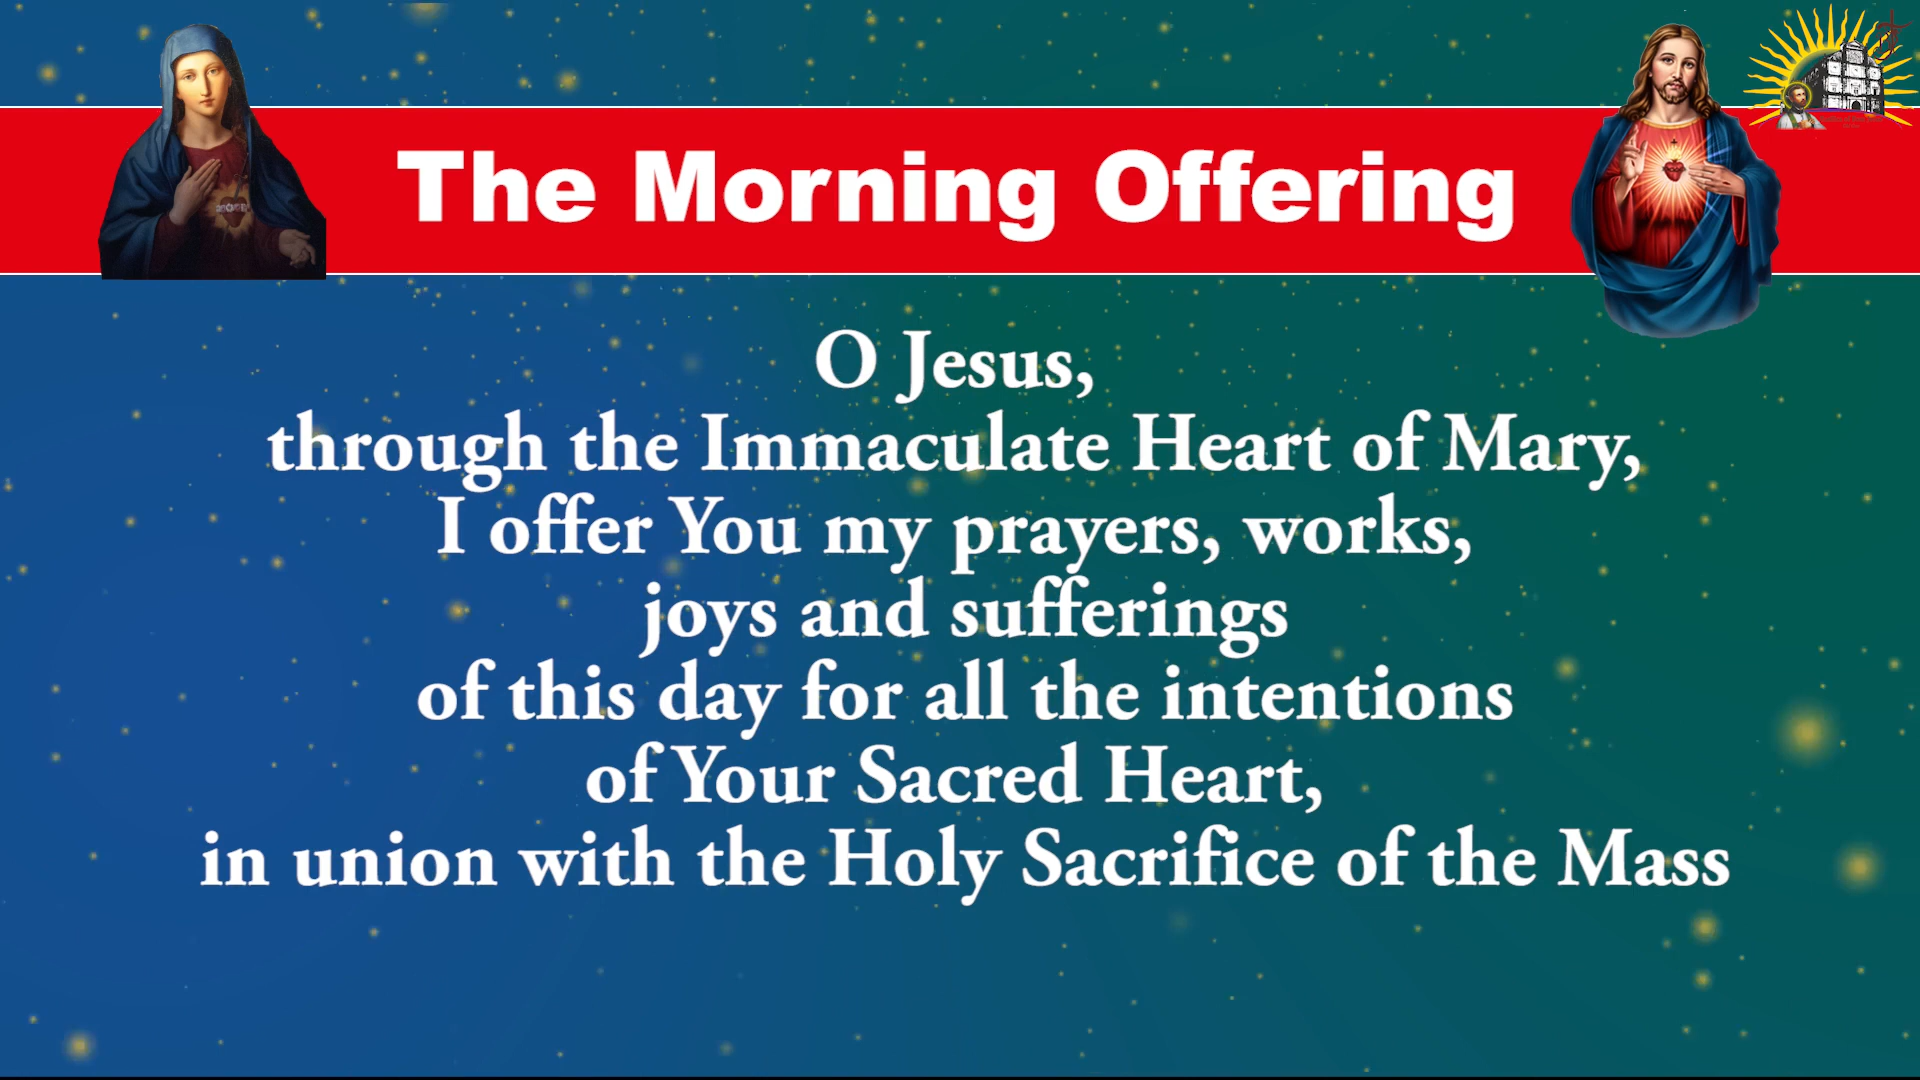 The Morning Offering
O Jesus,
through the Immaculate Heart of Mary,
I offer You my prayers, works,
joys and sufferings
of this day for all the intentions
of Your Sacred Heart,
in union with the Holy Sacrifice of the Mass